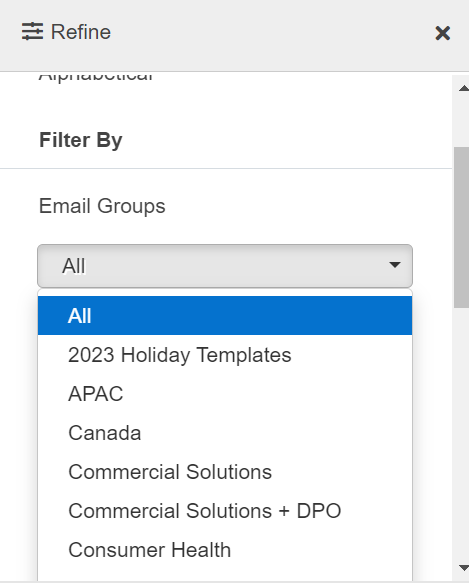 Refine
Alphabetical
Filter By
Email Groups
All
All
2023 Holiday Templates
APAC
Canada
Commercial Solutions
Commercial Solutions + DPO
Consumer Health